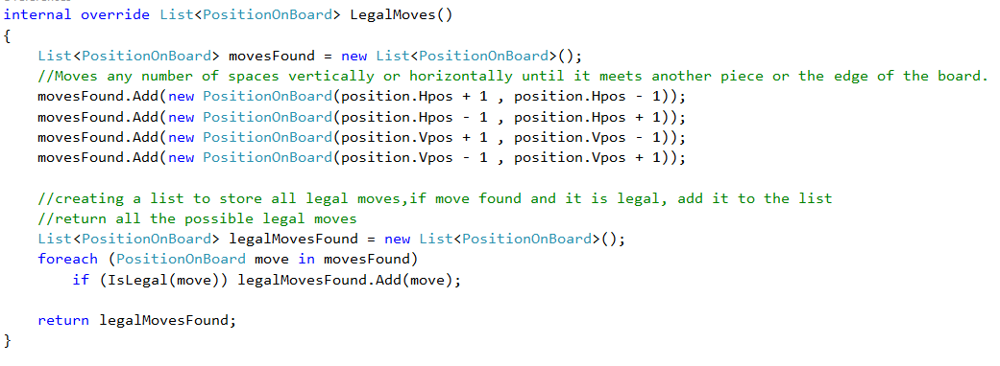 internal override List<PositionOnBoard> LegalMoves()
{
    List<PositionOnBoard> movesFound = new List<PositionOnBoard>();
    //Moves any number of spaces vertically or horizontally until it meets another piece or the edge of the board.
    movesFound.Add(new PositionOnBoard(position.Hpos + 1 , position.Hpos - 1));
    movesFound.Add(new PositionOnBoard(position.Hpos - 1 , position.Hpos + 1));
    movesFound.Add(new PositionOnBoard(position.Vpos + 1 , position.Vpos - 1));
    movesFound.Add(new PositionOnBoard(position.Vpos - 1 , position.Vpos + 1));

    //creating a list to store all legal moves,if move found and it is legal, add it to the list
    //return all the possible legal moves
    List<PositionOnBoard> legalMovesFound = new List<PositionOnBoard>();
    foreach (PositionOnBoard move in movesFound)
        if (IsLegal(move)) legalMovesFound.Add(move);

    return legalMovesFound;
}